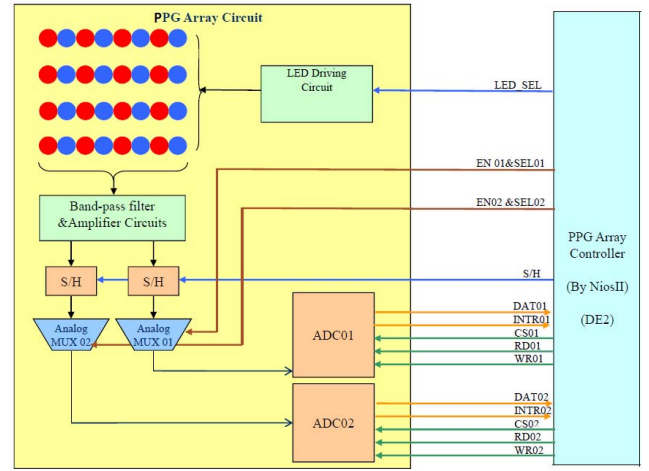 PPG Array Circuit
LED Driving
Circuit
LED_SEL
EN 01&SEL01
EN02 &SEL02
Band-pass filter
&Amplifier Circuits
PPG Array
Controller
(By NiosII)
(DE2)
S/H
S/H
S/H
Analog
MUX 02
Analog
MUX 01
ADC01
DAT01
INTR01
CS01
RD01
WR01
ADC02
DAT02
INTR02
CS02
RD02
WR02